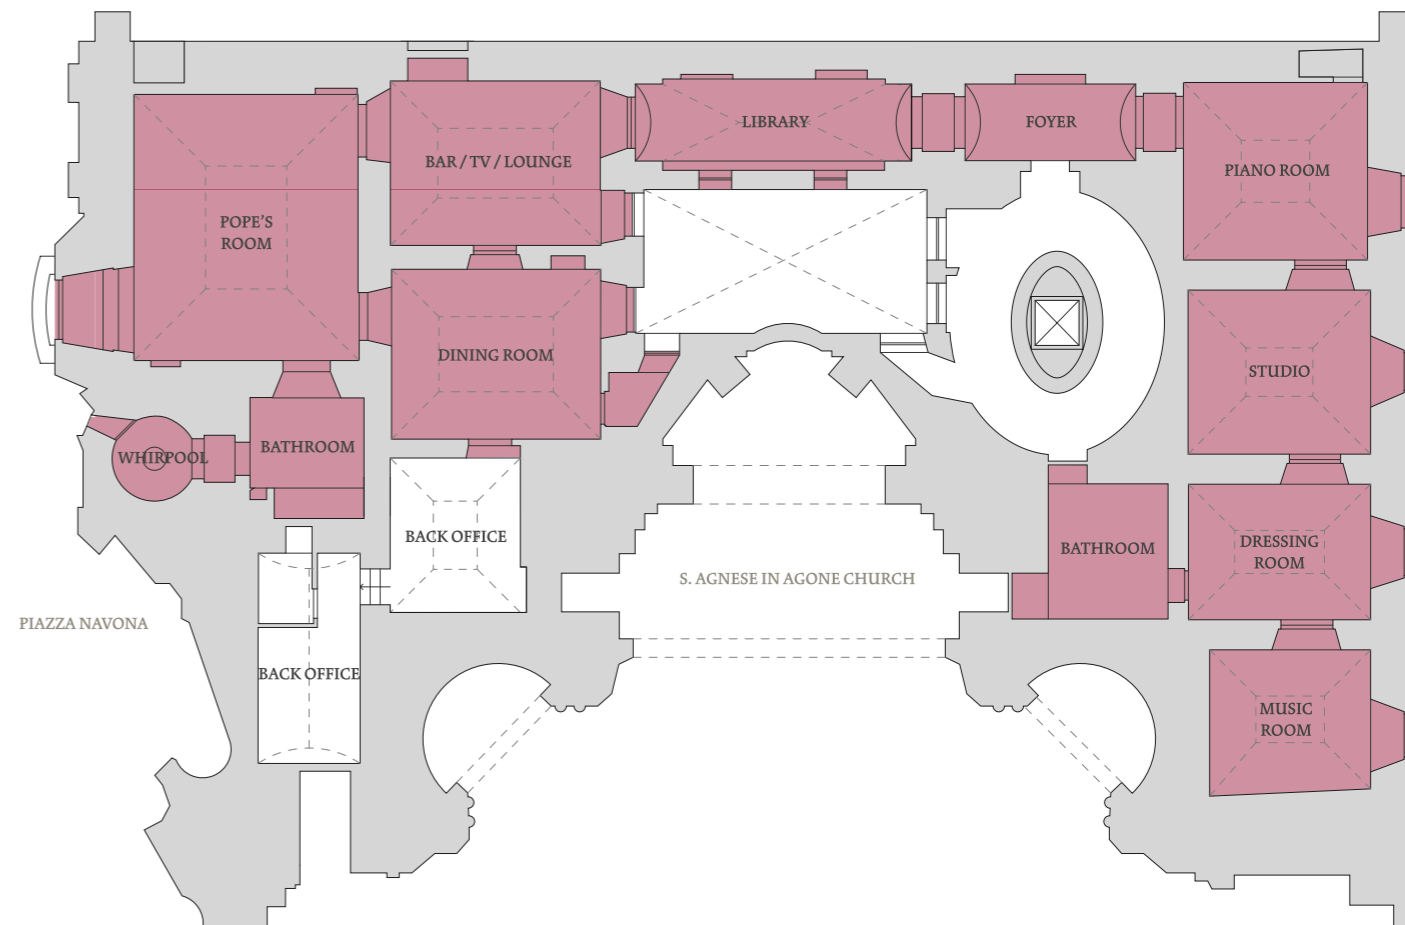 LIBRARY
FOYER
BAR / TV / LOUNGE
PIANO ROOM
POPE'S
ROOM
DINING ROOM
STUDIO
BATHROOM
WHIRPOOL
BACK OFFICE
BATHROOM
DRESSING
ROOM
S. AGNESE IN AGONE CHURCH
PIAZZA NAVONA
BACK OFFICE
MUSIC
ROOM